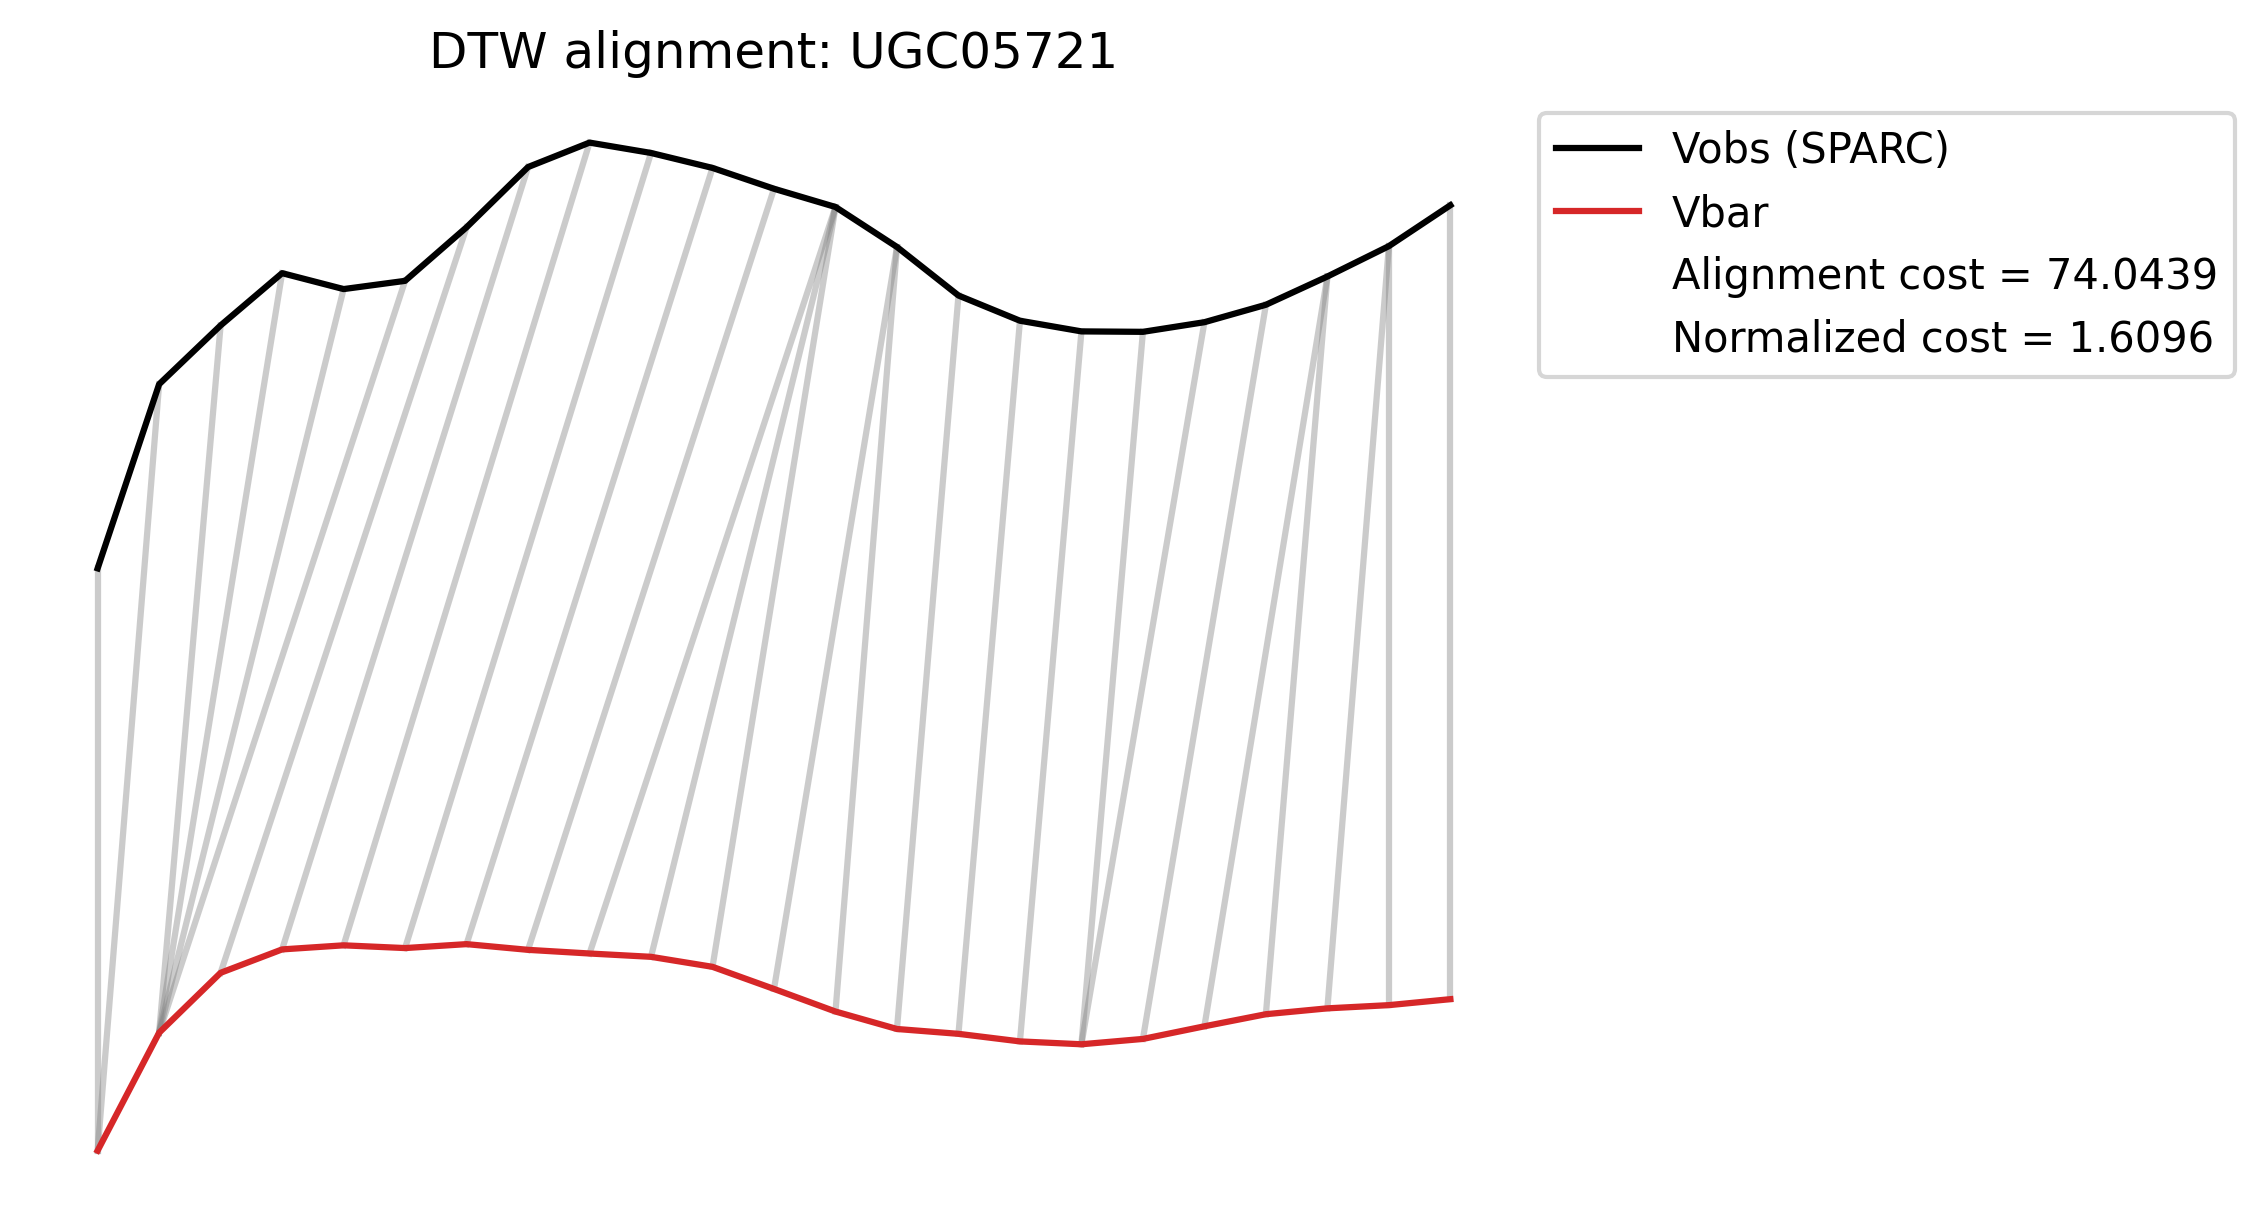 DTW alignment: UGC05721
Vobs (SPARC)
Vbar
Alignment cost = 74.0439
Normalized cost = 1.6096